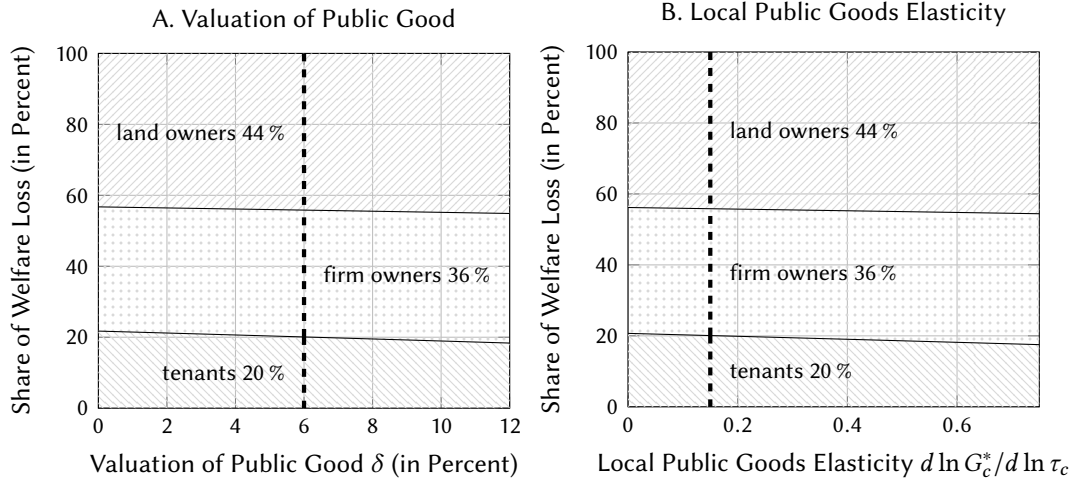 A. Valuation of Public Good
Share of Welfare Loss (in Percent)
100
80
60
40
20
0
land owners 44 %
firm owners 36 %
tenants 20 %
0 2 4 6 8 10 12
Valuation of Public Good δ (in Percent)
B. Local Public Goods Elasticity
Share of Welfare Loss (in Percent)
100
80
60
40
20
0
land owners 44 %
firm owners 36 %
tenants 20 %
0 0.2 0.4 0.6
Local Public Goods Elasticity d ln G*c/d ln τc